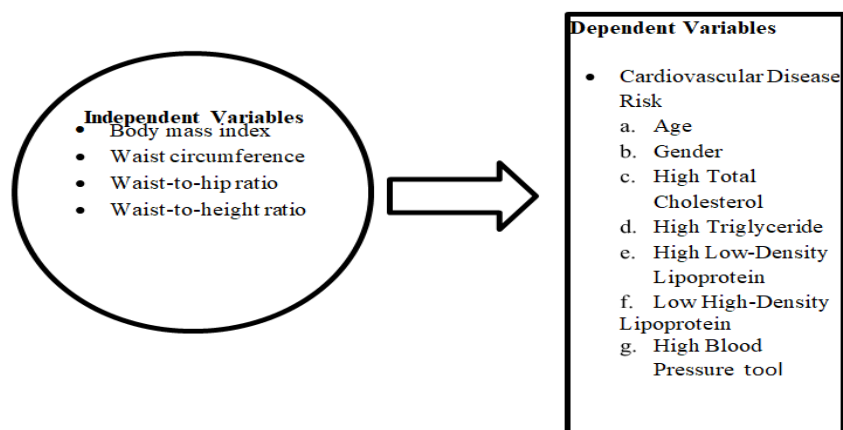 Independent Variables
• Body mass index
• Waist circumference
• Waist-to-hip ratio
• Waist-to-height ratio
Dependent Variables
• Cardiovascular Disease
Risk
a. Age
b. Gender
c. High Total
Cholesterol
d. High Triglyceride
e. High Low-Density
Lipoprotein
f. Low High-Density
Lipoprotein
g. High Blood
Pressure tool